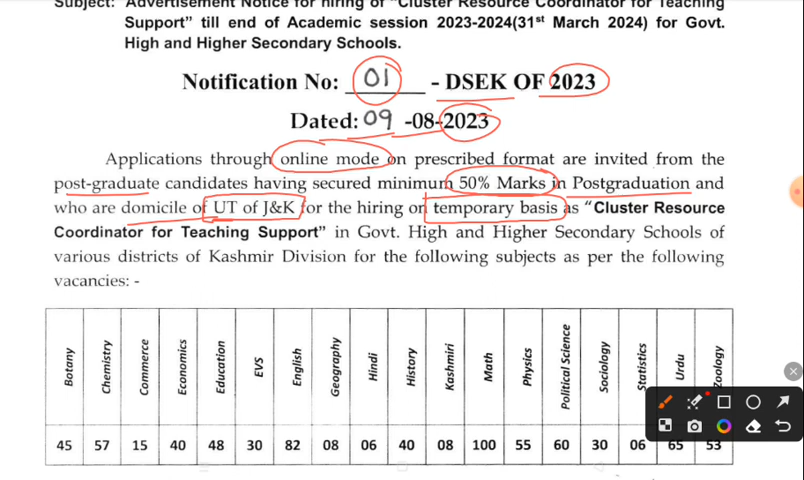 Subject: Advertisement Notice for hiring of "Cluster Resource Coordinator for Teaching
Support" till end of Academic session 2023-2024(31st March 2024) for Govt.
High and Higher Secondary Schools.
Notification No: 01 - DSEK OF 2023
Dated: 09 -08-2023
Applications through online mode on prescribed format are invited from the
post-graduate candidates having secured minimum 50% Marks in Postgraduation and
who are domicile of UT of J&K for the hiring on temporary basis as "Cluster Resource
Coordinator for Teaching Support" in Govt. High and Higher Secondary Schools of
various districts of Kashmir Division for the following subjects as per the following
vacancies: -
Botany Chemistry Commerce Economics Education EVS English Geography Hindi History Kashmiri Math Physics Political Science Sociology Statistics Urdu Zoology
45 57 15 40 48 30 82 08 06 40 08 100 55 60 30 06 65 53